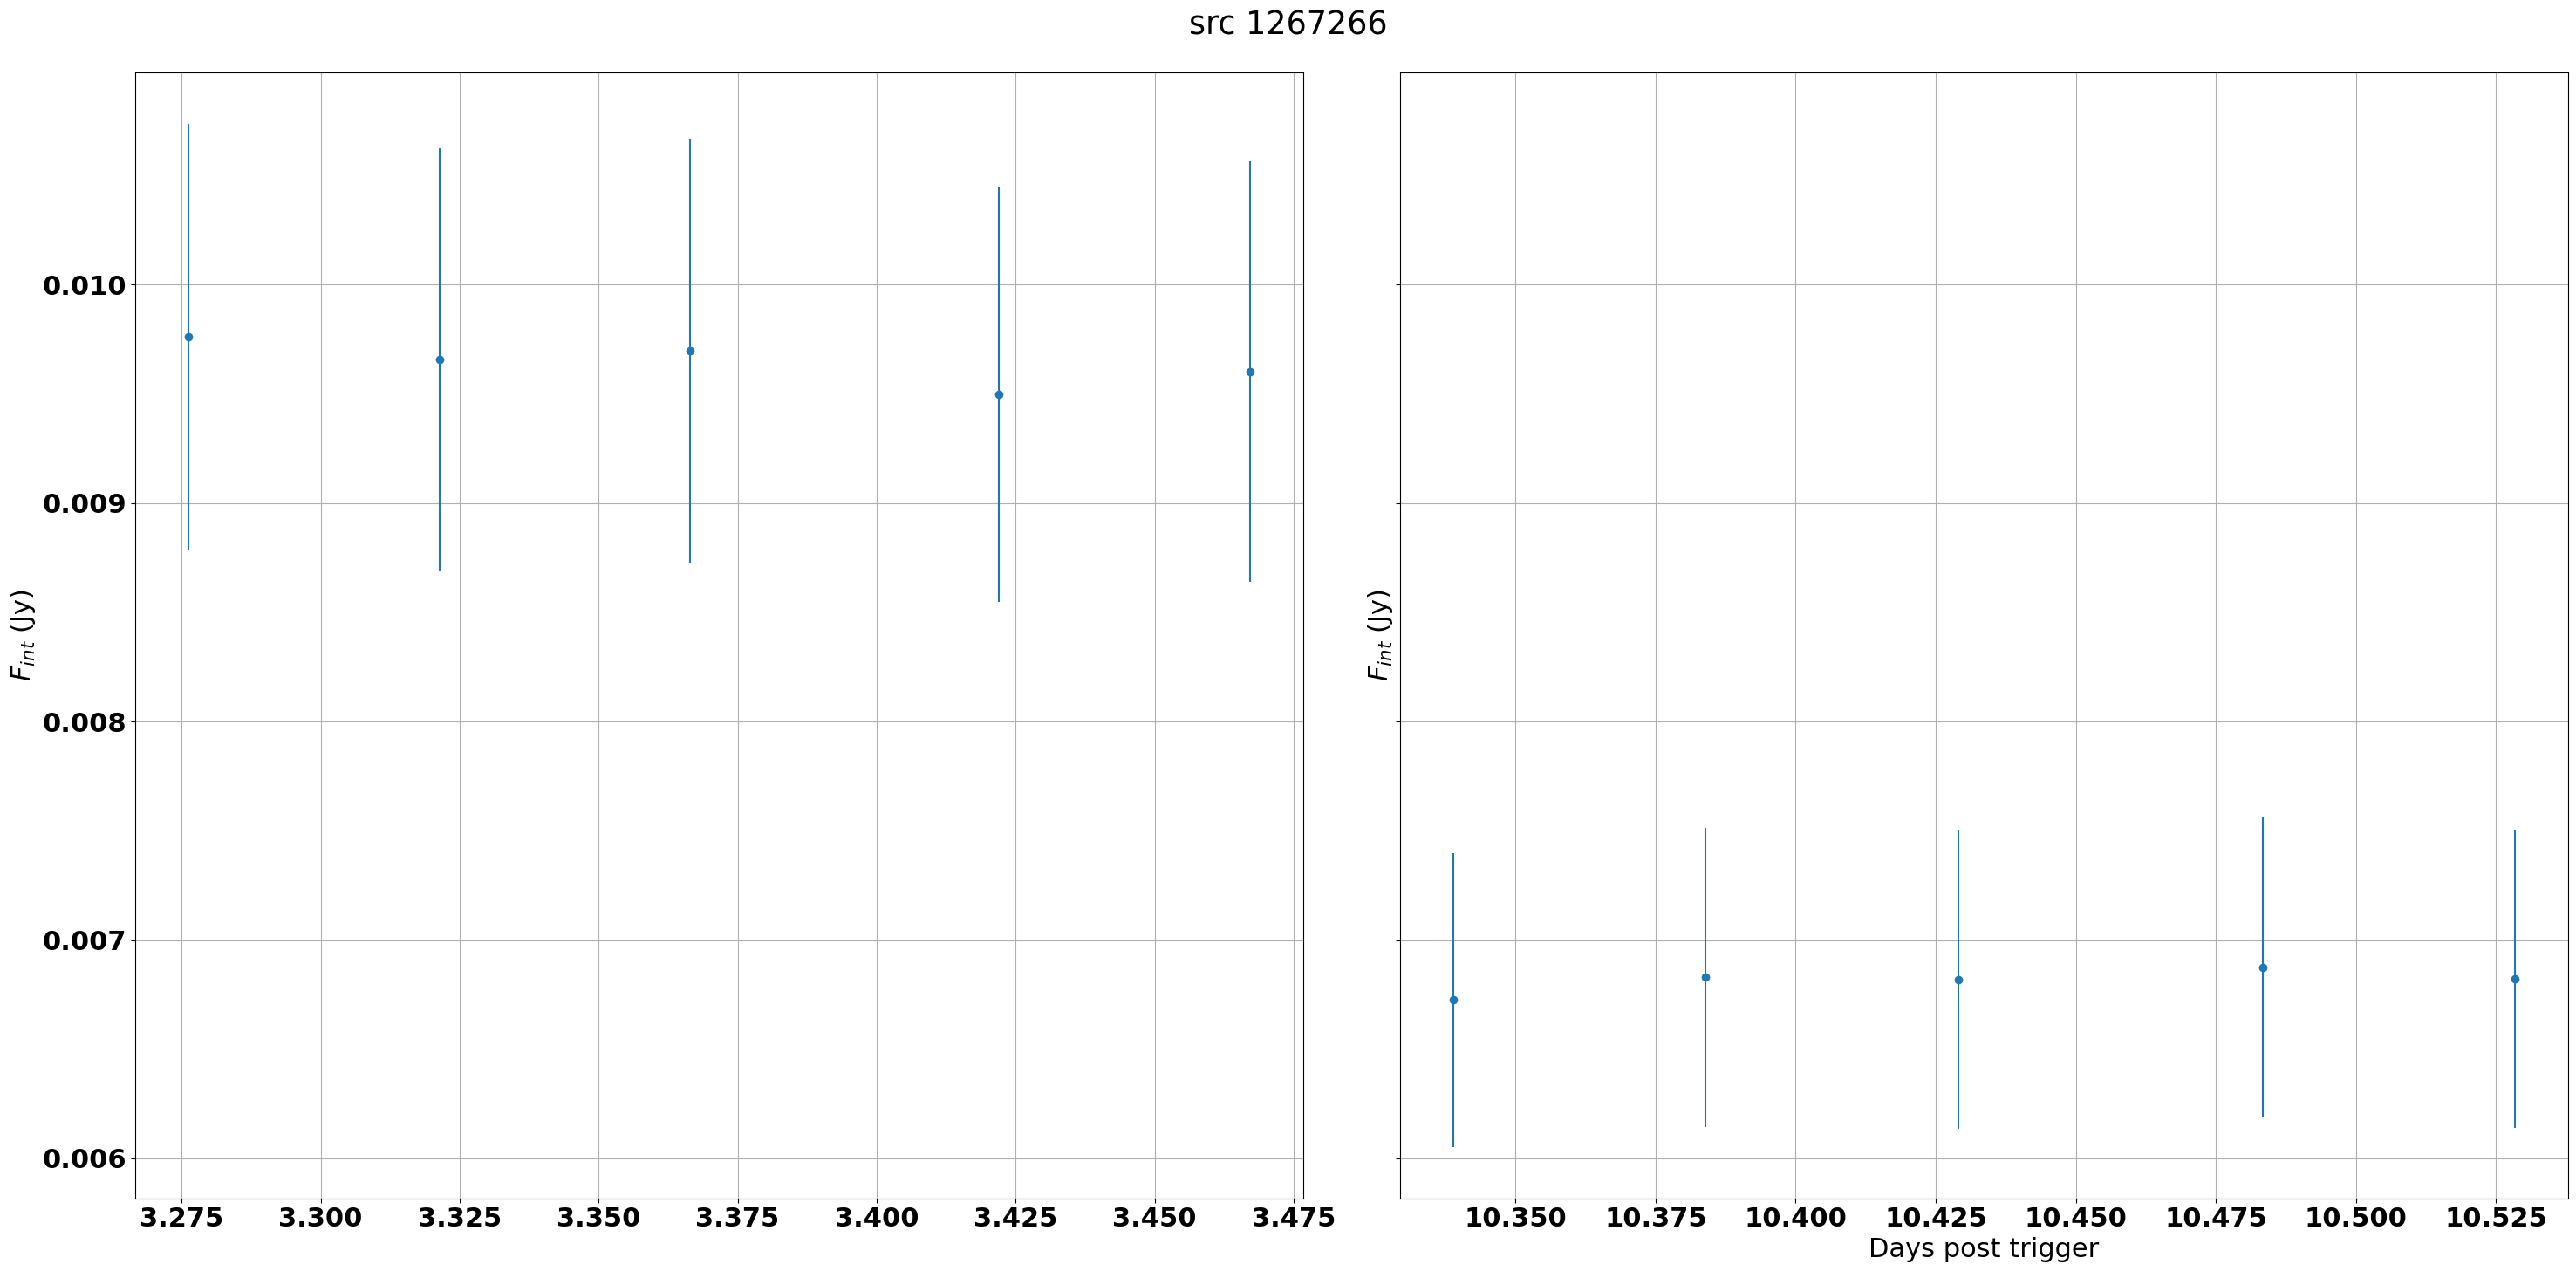 src 1267266
F_int (Jy)
0.010
0.009
0.008
0.007
0.006
3.275 3.300 3.325 3.350 3.375 3.400 3.425 3.450 3.475
F_int (Jy)
10.350 10.375 10.400 10.425 10.450 10.475 10.500 10.525
Days post trigger